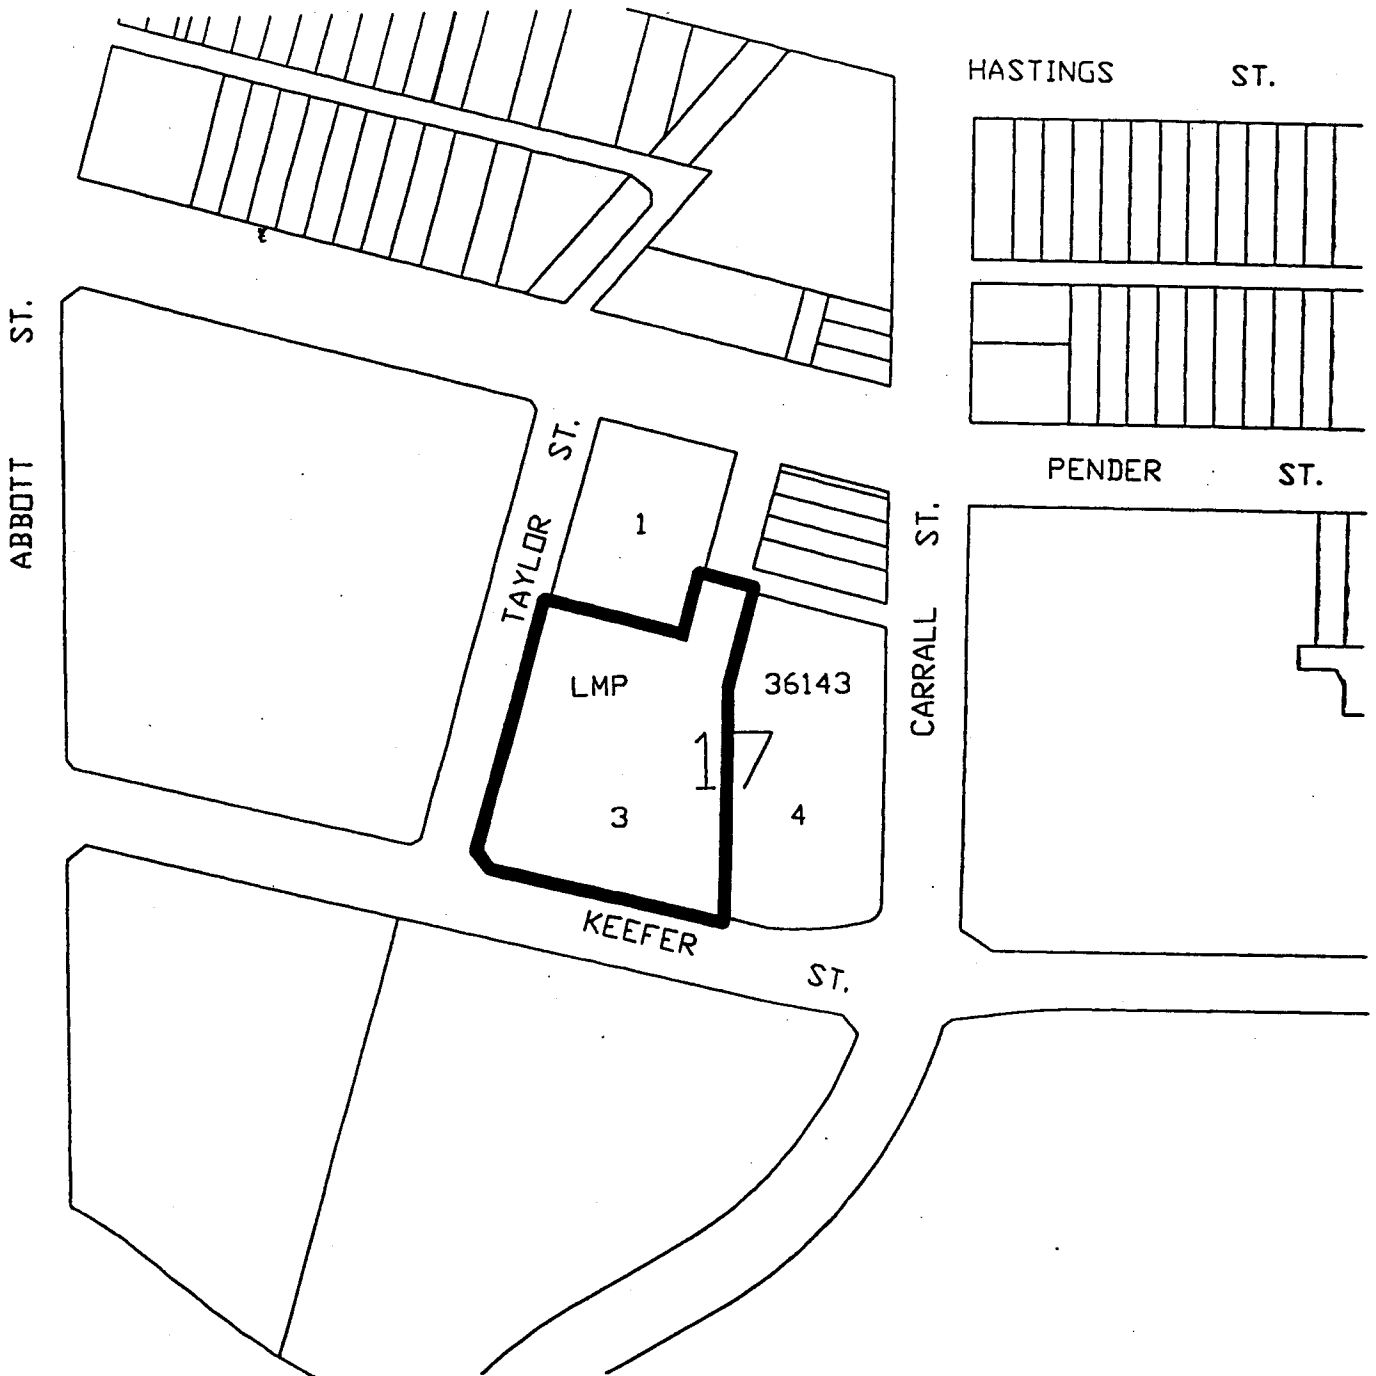 HASTINGS ST.
ABBOTT ST.
TAYLOR ST.
PENDER ST.
CARRALL ST.
1
LMP 36143
17
3
4
KEEFER ST.